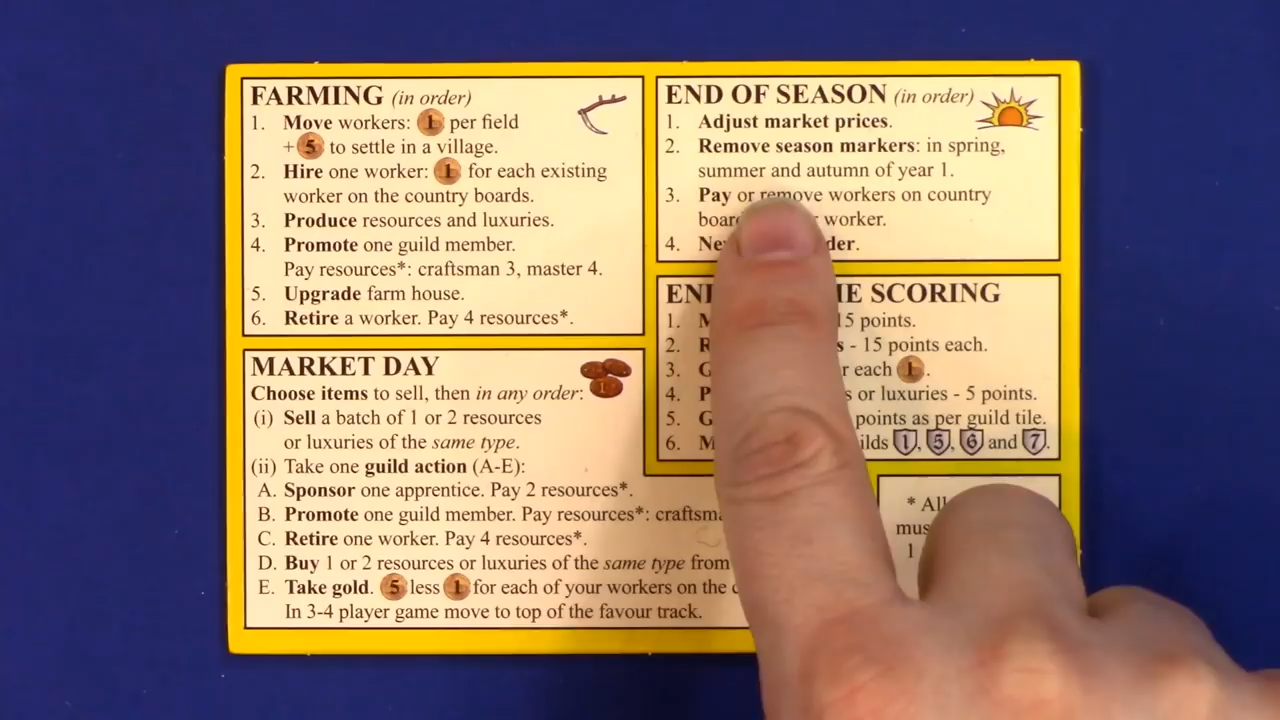 FARMING (in order)
1. Move workers: 1 per field
+ 5 to settle in a village.
2. Hire one worker: 1 for each existing
worker on the country boards.
3. Produce resources and luxuries.
4. Promote one guild member.
Pay resources*: craftsman 3, master 4.
5. Upgrade farm house.
6. Retire a worker. Pay 4 resources*.
MARKET DAY
Choose items to sell, then in any order:
(i) Sell a batch of 1 or 2 resources
or luxuries of the same type.
(ii) Take one guild action (A-E):
A. Sponsor one apprentice. Pay 2 resources*.
B. Promote one guild member. Pay resources*:
C. Retire one worker. Pay 4 resources*.
D. Buy 1 or 2 resources or luxuries of the same type from
E. Take gold. 5 less 1 for each of your workers on the
In 3-4 player game move to top of the favour track.
END OF SEASON (in order)
1. Adjust market prices.
2. Remove season markers: in spring,
summer and autumn of year 1.
3. Pay or remove workers on country
worker.
4.
SCORING
1. 15 points.
2. - 15 points each.
3. each 1.
4. or luxuries - 5 points.
5. points as per guild tile.
6. 1, 5, 6 and 7.
* All
1